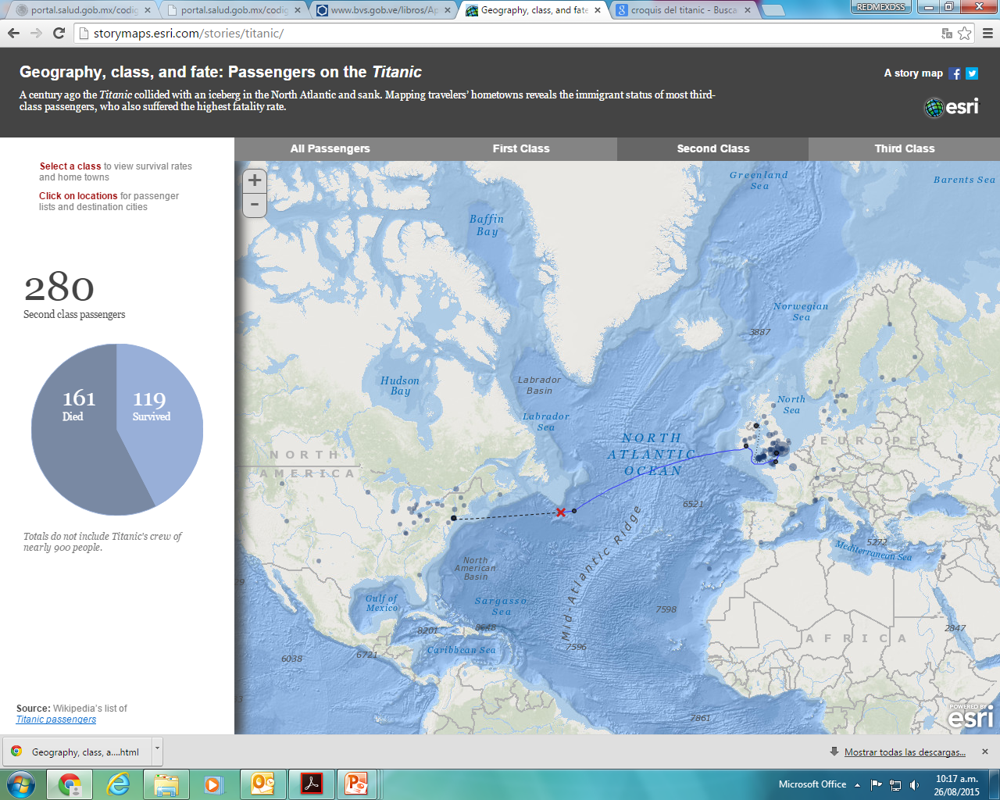 portal.salud.gob.mx/codig
portal.salud.gob.mx/codig
www.bvs.gob.ve/libros/Ap
Geography, class, and fate
croquis del titanic - Busca
REDMEXDSS
storymaps.esri.com/stories/titanic/
Geography, class, and fate: Passengers on the Titanic
A century ago the Titanic collided with an iceberg in the North Atlantic and sank. Mapping travelers' hometowns reveals the immigrant status of most third-
class passengers, who also suffered the highest fatality rate.
A story map
esri
All Passengers
First Class
Second Class
Third Class
Select a class to view survival rates
and home towns
Click on locations for passenger
lists and destination cities
280
Second class passengers
161
Died
119
Survived
Totals do not include Titanic's crew of
nearly 900 people.
Source: Wikipedia's list of
Titanic passengers
+
-
Greenland
Sea
Barents Sea
Baffin
Bay
Norwegian
Sea
3887
Hudson
Bay
Labrador
Basin
Labrador
Sea
North
Sea
NORTH
ATLANTIC
OCEAN
NORTH
AMERICA
EUROPE
6521
Mid-Atlantic Ridge
5272
Mediterranean Sea
North
American
Basin
29
Gulf of
Mexico
Sargasso
Sea
7598
8201
8648
7596
2847
AFRICA
Caribbean Sea
6038
6721
7861
POWERED BY
esri
Geography, class, a....html
Mostrar todas las descargas...
Microsoft Office
10:17 a.m.
26/08/2015